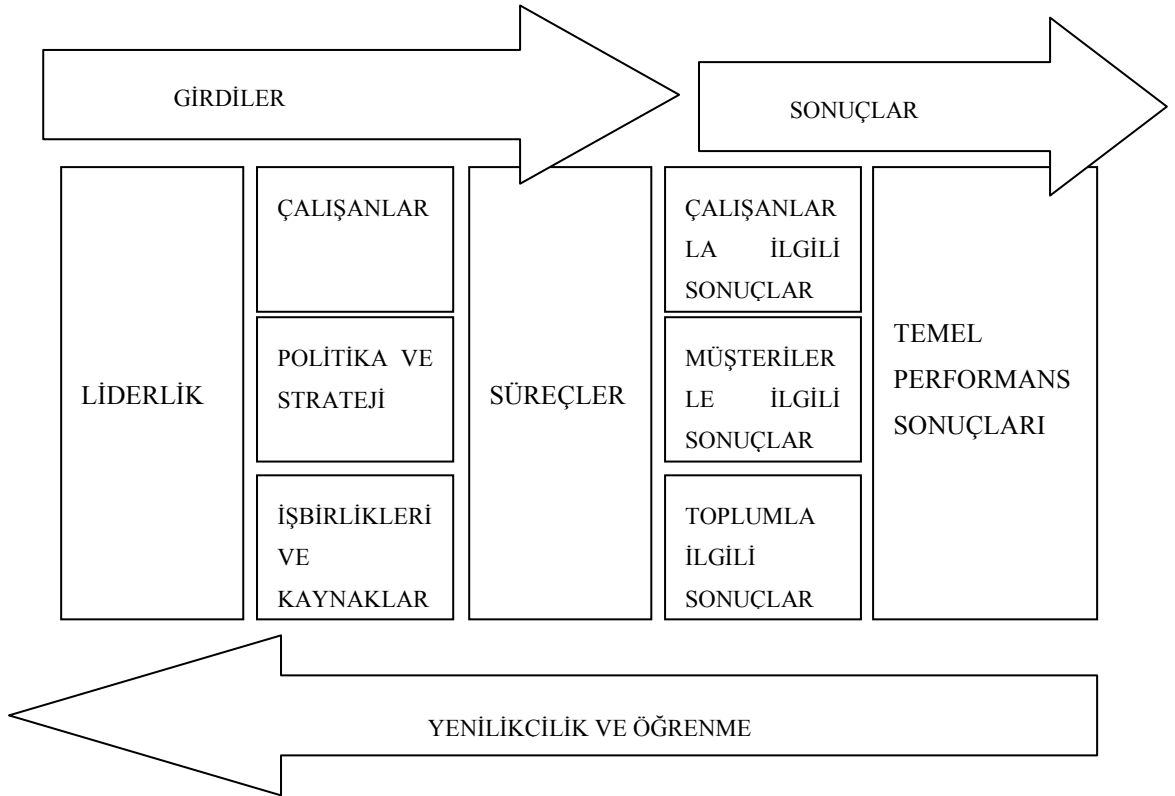 GİRDİLER
SONUÇLAR
LİDERLİK
ÇALIŞANLAR
POLİTİKA VE
STRATEJİ
İŞBİRLİKLERİ
VE
KAYNAKLAR
SÜREÇLER
ÇALIŞANLAR
LA İLGİLİ
SONUÇLAR
MÜŞTERİLER
LE İLGİLİ
SONUÇLAR
TOPLUMLA
İLGİLİ
SONUÇLAR
TEMEL
PERFORMANS
SONUÇLARI
YENİLİKCİLİK VE ÖĞRENME